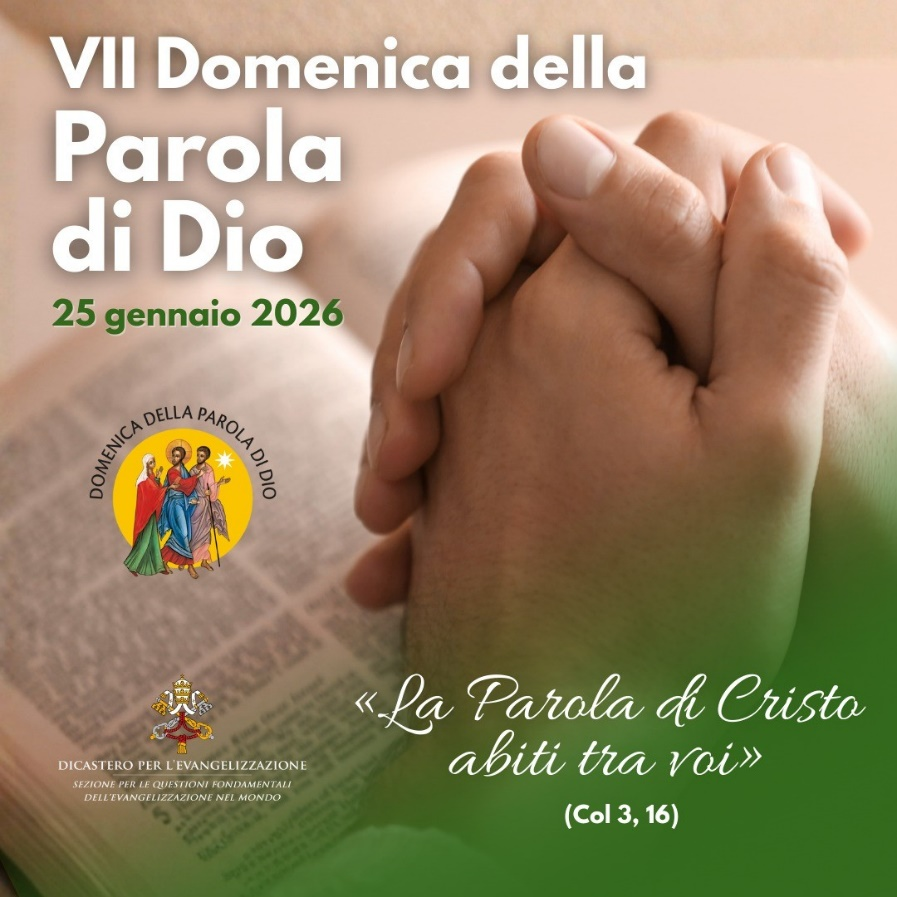 VII Domenica della
Parola
di Dio
25 gennaio 2026
DOMENICA DELLA PAROLA DI DIO
DICASTERO PER L'EVANGELIZZAZIONE
SEZIONE PER LE QUESTIONI FONDAMENTALI
DELL'EVANGELIZZAZIONE NEL MONDO
«La Parola di Cristo
abiti tra voi»
(Col 3, 16)